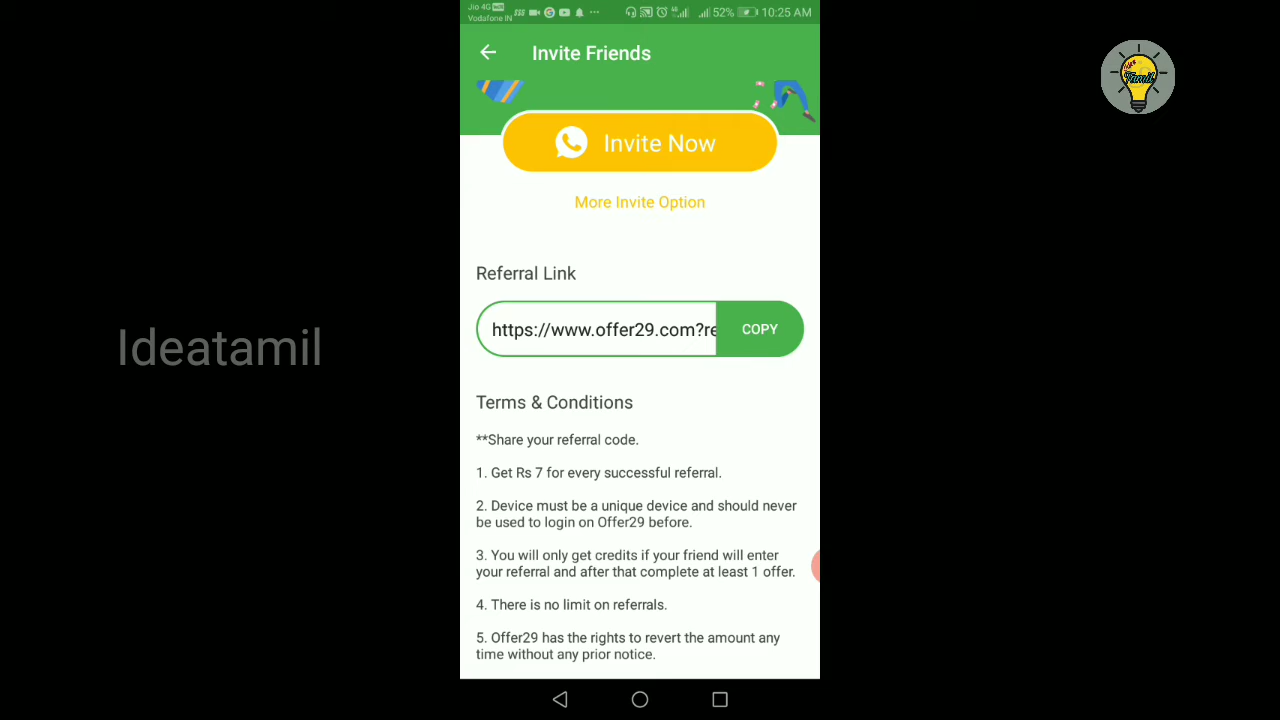 Jio 4G VoLTE
Vodafone IN
52%
10:25 AM
Invite Friends
Tamil
Invite Now
More Invite Option
Referral Link
Ideatamil
https://www.offer29.com?re
COPY
Terms & Conditions
**Share your referral code.
1. Get Rs 7 for every successful referral.
2. Device must be a unique device and should never
be used to login on Offer29 before.
3. You will only get credits if your friend will enter
your referral and after that complete at least 1 offer.
4. There is no limit on referrals.
5. Offer29 has the rights to revert the amount any
time without any prior notice.